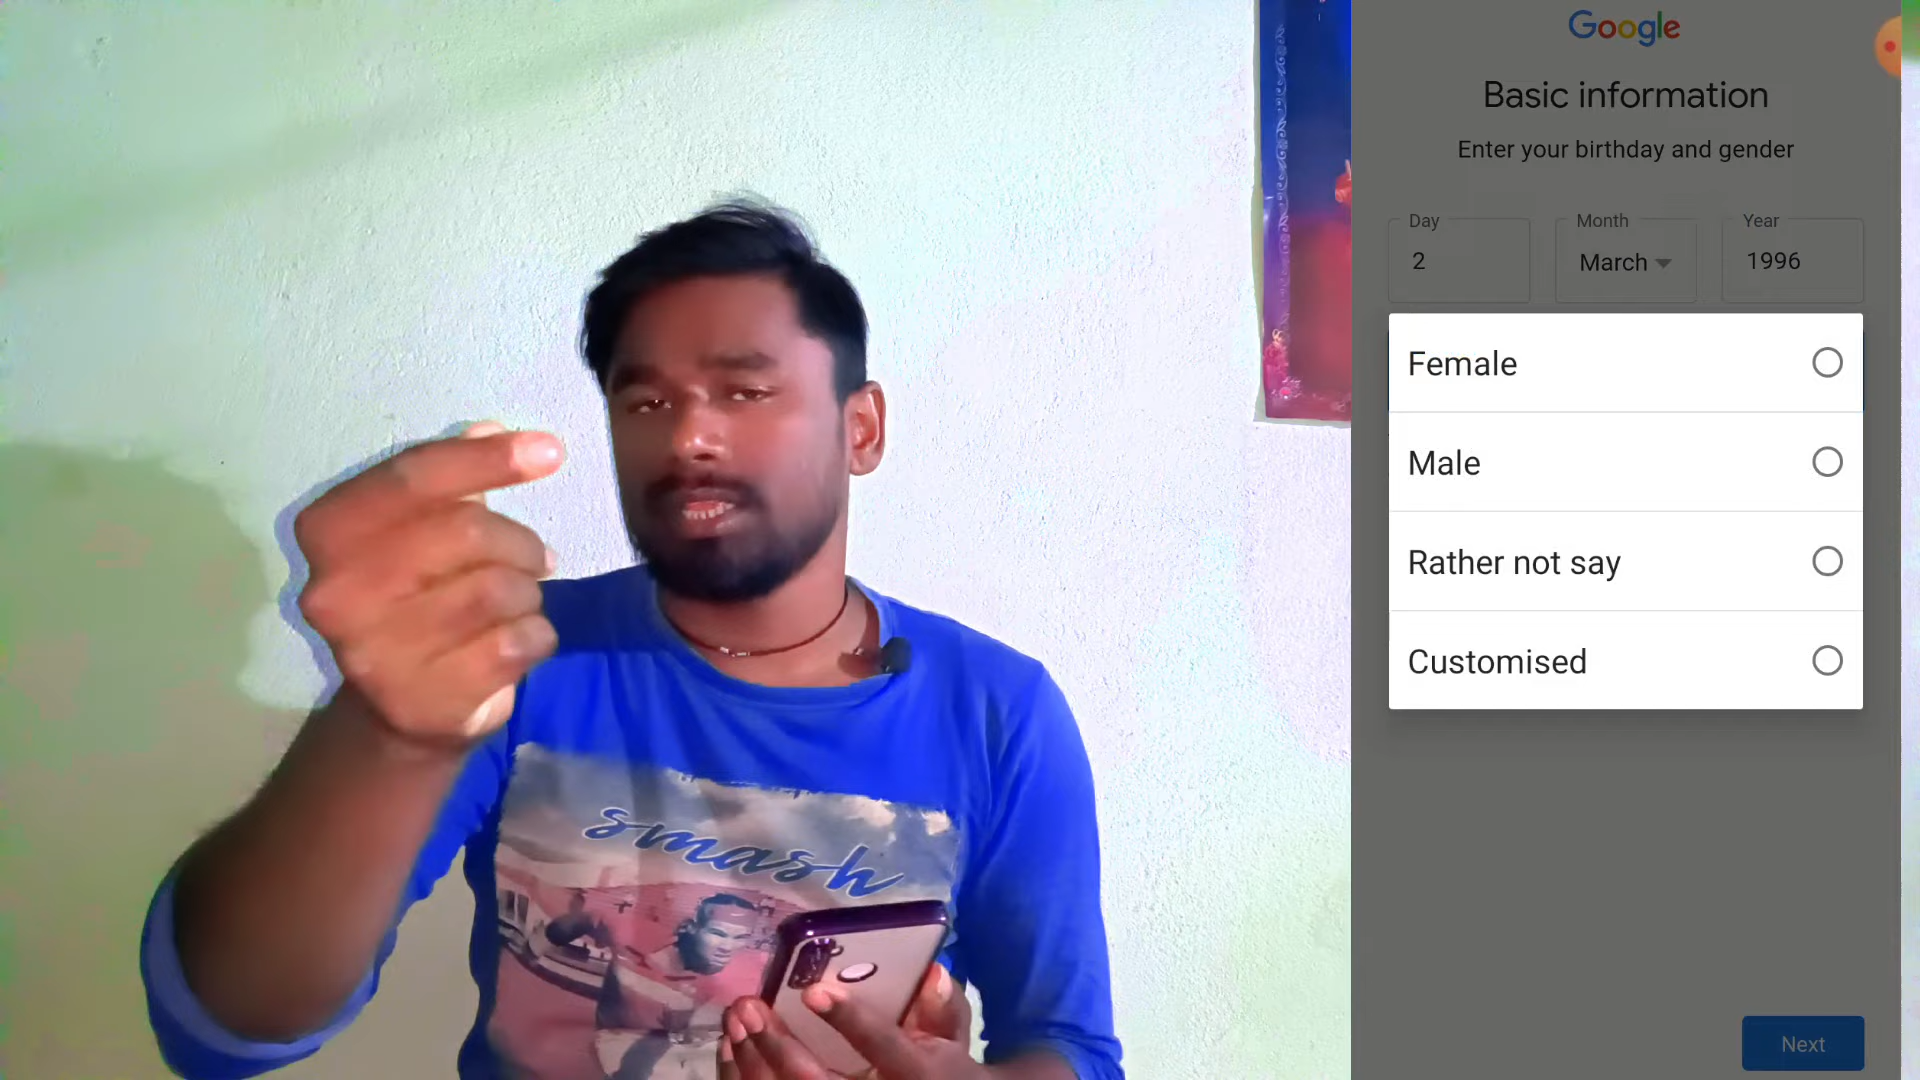 smash
Google
Basic information
Enter your birthday and gender
Day
Month
Year
2
March
1996
Female
Male
Rather not say
Customised
Next